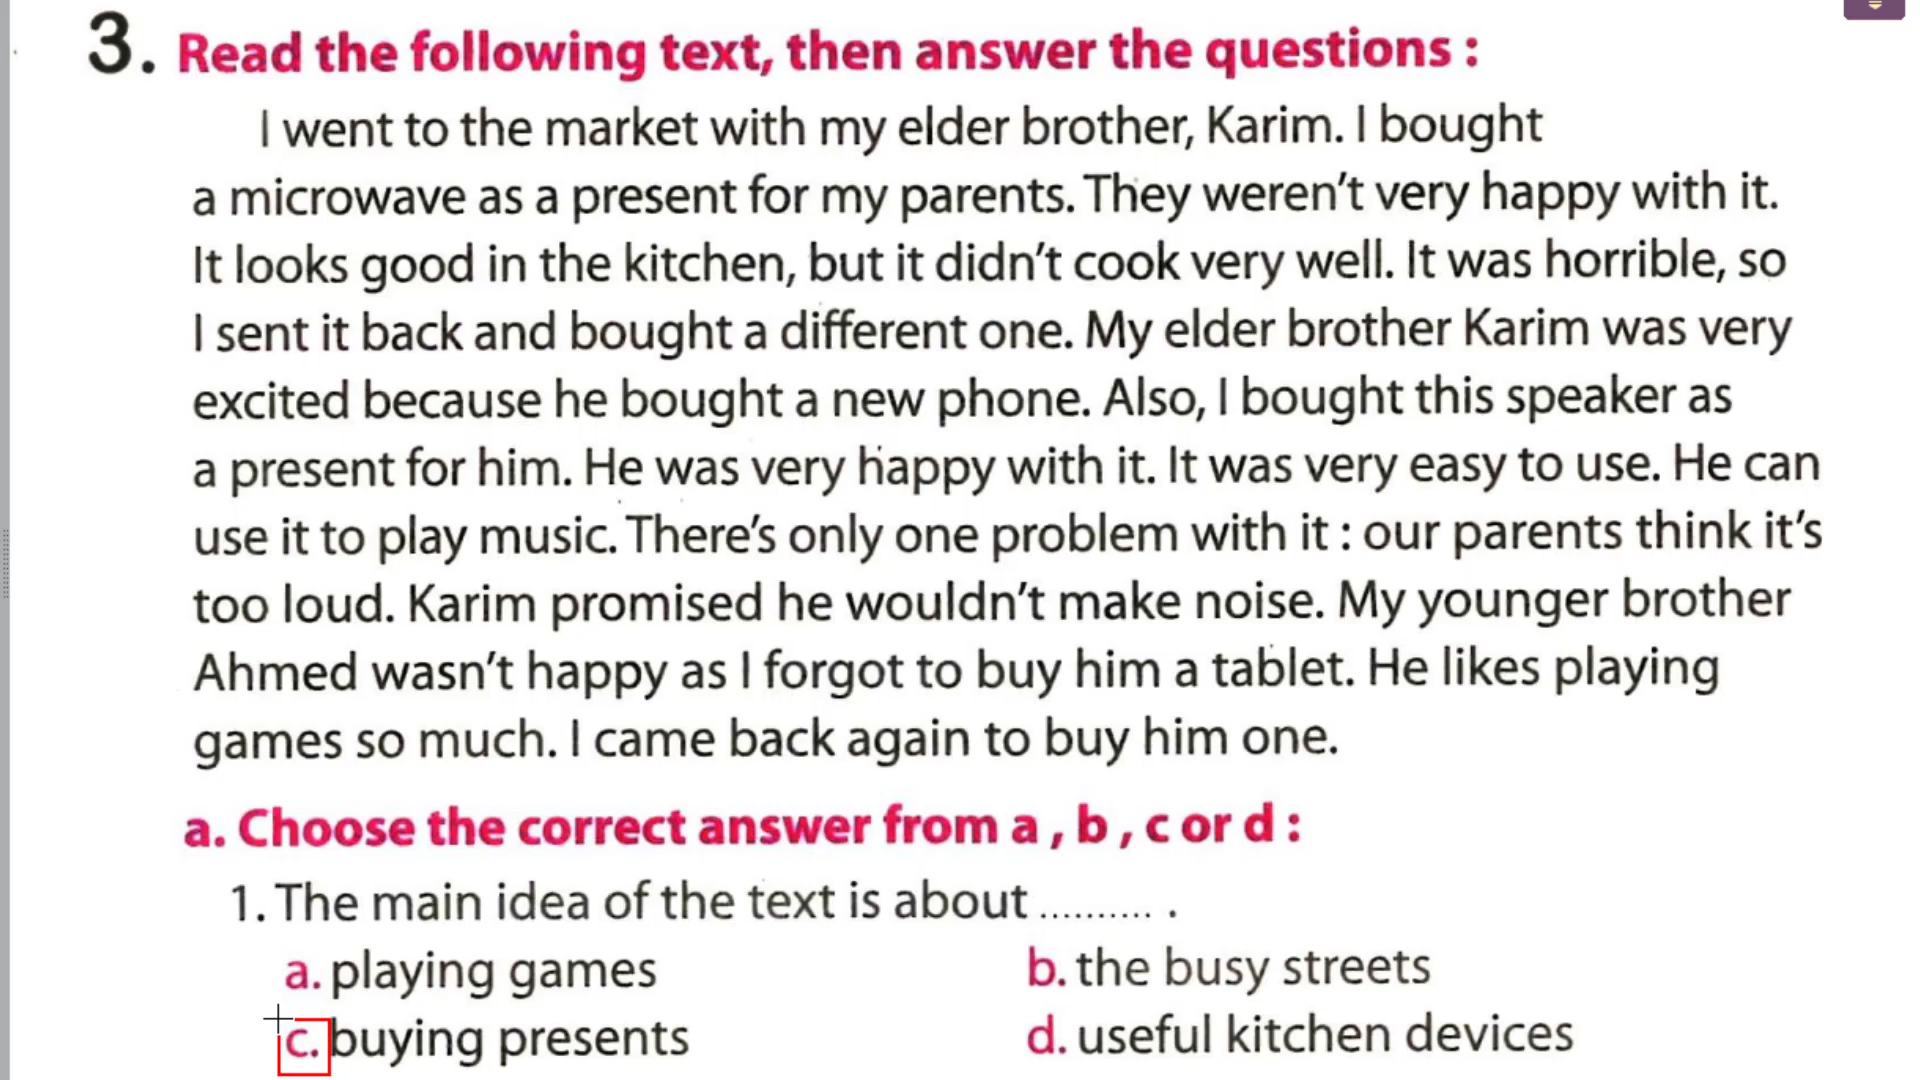 3. Read the following text, then answer the questions :
I went to the market with my elder brother, Karim. I bought
a microwave as a present for my parents. They weren't very happy with it.
It looks good in the kitchen, but it didn't cook very well. It was horrible, so
I sent it back and bought a different one. My elder brother Karim was very
excited because he bought a new phone. Also, I bought this speaker as
a present for him. He was very happy with it. It was very easy to use. He can
use it to play music. There's only one problem with it : our parents think it's
too loud. Karim promised he wouldn't make noise. My younger brother
Ahmed wasn't happy as I forgot to buy him a tablet. He likes playing
games so much. I came back again to buy him one.
a. Choose the correct answer from a , b , c or d :
1. The main idea of the text is about .......... .
a. playing games b. the busy streets
c. buying presents d. useful kitchen devices